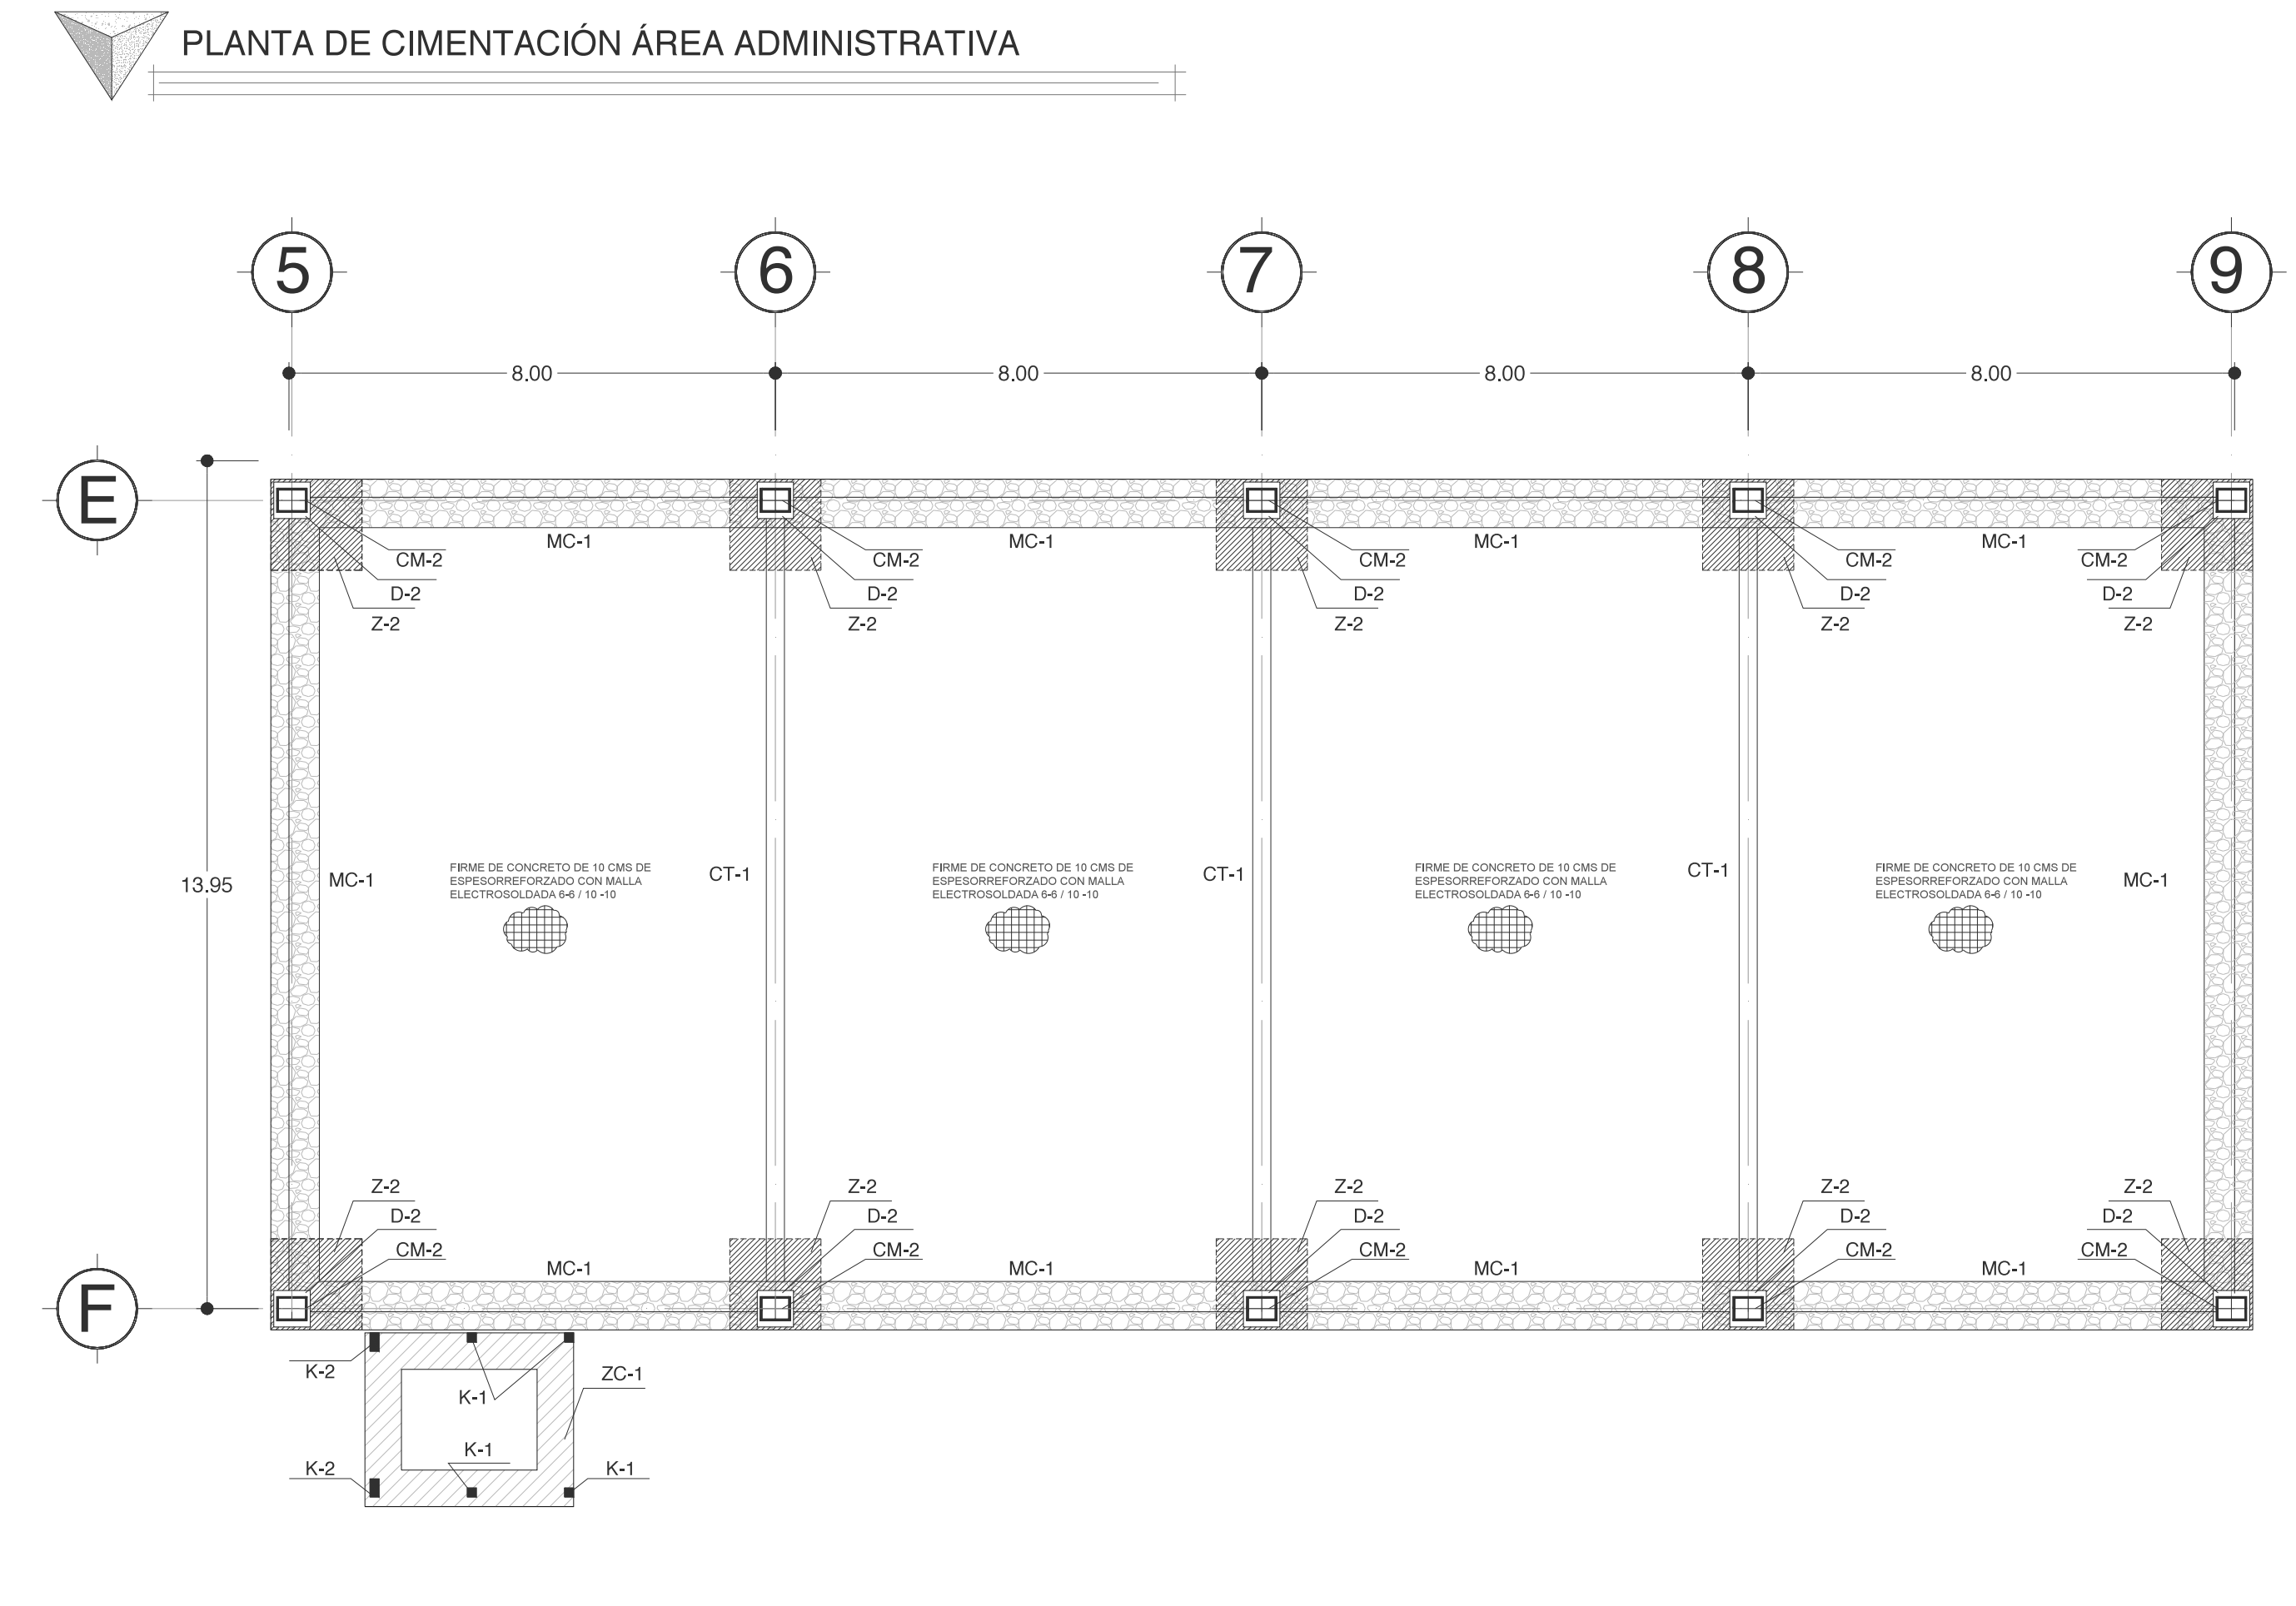 PLANTA DE CIMENTACIÓN ÁREA ADMINISTRATIVA
5 6 7 8 9
8.00 8.00 8.00 8.00
E
MC-1 MC-1 MC-1 MC-1
CM-2 CM-2 CM-2 CM-2 CM-2
D-2 D-2 D-2 D-2 D-2
Z-2 Z-2 Z-2 Z-2 Z-2
13.95
MC-1
FIRME DE CONCRETO DE 10 CMS DE
ESPESORREFORZADO CON MALLA
ELECTROSOLDADA 6-6 / 10 -10
CT-1
FIRME DE CONCRETO DE 10 CMS DE
ESPESORREFORZADO CON MALLA
ELECTROSOLDADA 6-6 / 10 -10
CT-1
FIRME DE CONCRETO DE 10 CMS DE
ESPESORREFORZADO CON MALLA
ELECTROSOLDADA 6-6 / 10 -10
CT-1
FIRME DE CONCRETO DE 10 CMS DE
ESPESORREFORZADO CON MALLA
ELECTROSOLDADA 6-6 / 10 -10
MC-1
Z-2 Z-2 Z-2 Z-2 Z-2
D-2 D-2 D-2 D-2 D-2
CM-2 CM-2 CM-2 CM-2 CM-2
MC-1 MC-1 MC-1 MC-1
F
K-2
ZC-1
K-1
K-1
K-2
K-1